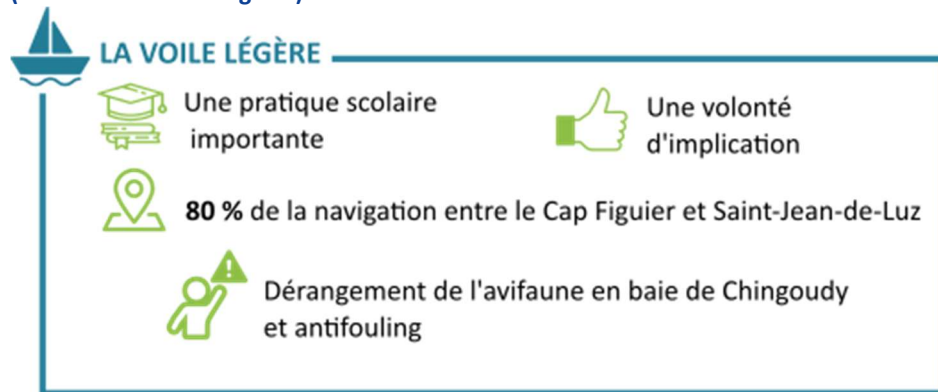 LA VOILE LÉGÈRE
Une pratique scolaire
importante
Une volonté
d'implication
80 % de la navigation entre le Cap Figuier et Saint-Jean-de-Luz
Dérangement de l'avifaune en baie de Chingoudy
et antifouling